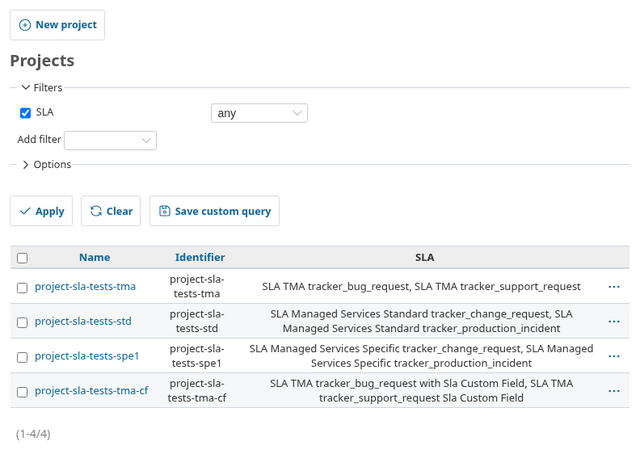 New project
Projects
Filters
SLA any
Add filter
Options
Apply Clear Save custom query
Name Identifier SLA
project-sla-tests-tma project-sla-
tests-tma SLA TMA tracker_bug_request, SLA TMA tracker_support_request
project-sla-tests-std project-sla-
tests-std SLA Managed Services Standard tracker_change_request, SLA
Managed Services Standard tracker_production_incident
project-sla-tests-spe1 project-sla-
tests-spe1 SLA Managed Services Specific tracker_change_request, SLA Managed
Services Specific tracker_production_incident
project-sla-tests-tma-cf project-sla-
tests-tma-cf SLA TMA tracker_bug_request with Sla Custom Field, SLA TMA
tracker_support_request Sla Custom Field
(1-4/4)